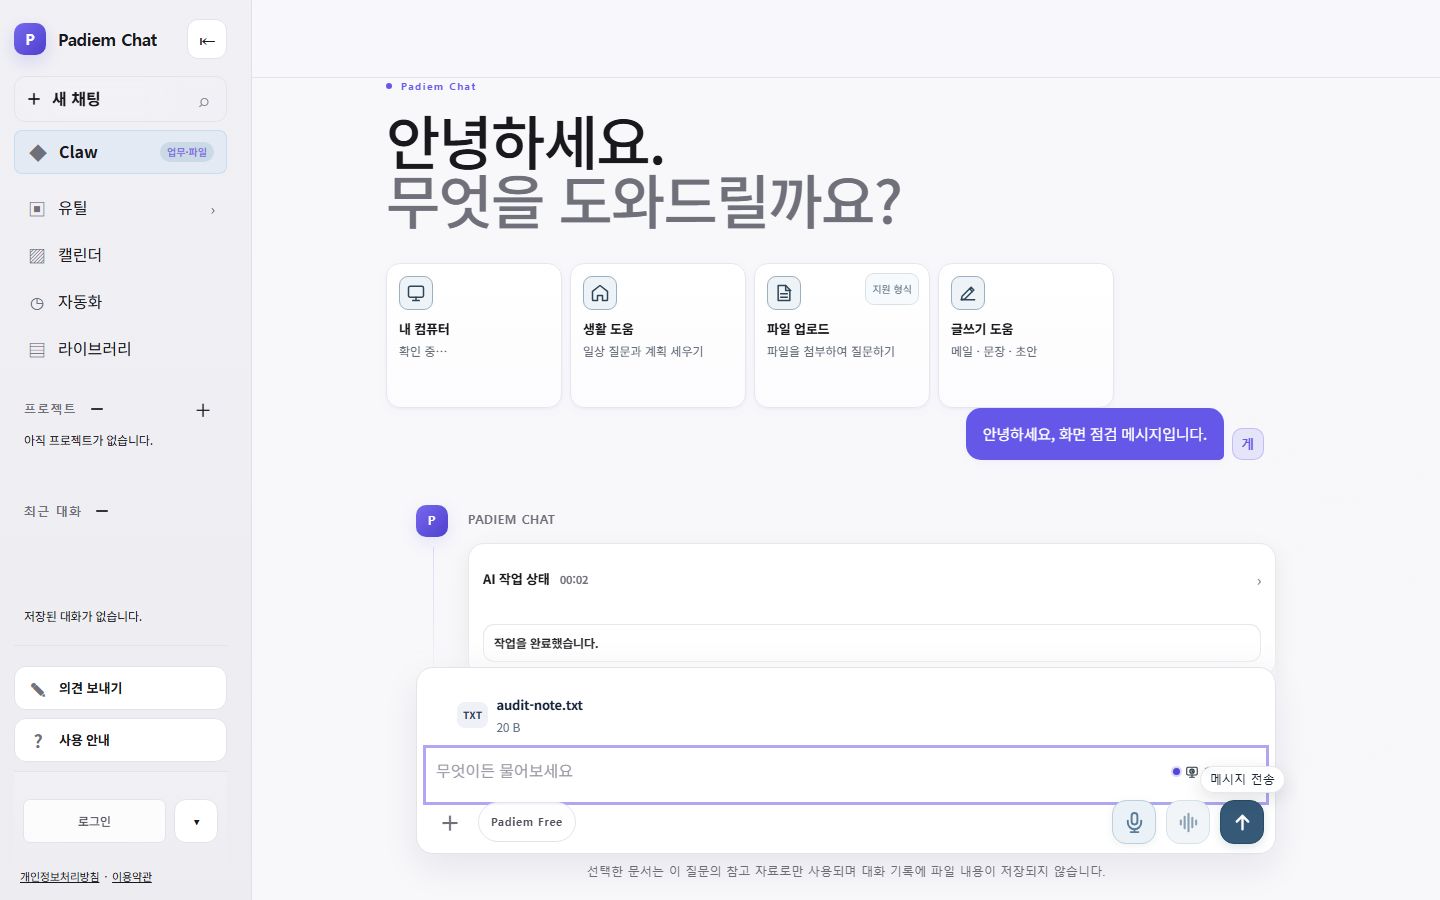 P Padiem Chat
새 채팅
Claw 업무·파일
유틸
캘린더
자동화
라이브러리
프로젝트
아직 프로젝트가 없습니다.
최근 대화
저장된 대화가 없습니다.
의견 보내기
? 사용 안내
로그인
개인정보처리방침 · 이용약관
Padiem Chat
안녕하세요.
무엇을 도와드릴까요?
내 컴퓨터
확인 중…
생활 도움
일상 질문과 계획 세우기
지원 형식
파일 업로드
파일을 첨부하여 질문하기
글쓰기 도움
메일 · 문장 · 초안
안녕하세요, 화면 점검 메시지입니다.
게
P PADIEM CHAT
AI 작업 상태 00:02
작업을 완료했습니다.
TXT audit-note.txt
20 B
무엇이든 물어보세요
메시지 전송
Padiem Free
선택한 문서는 이 질문의 참고 자료로만 사용되며 대화 기록에 파일 내용이 저장되지 않습니다.